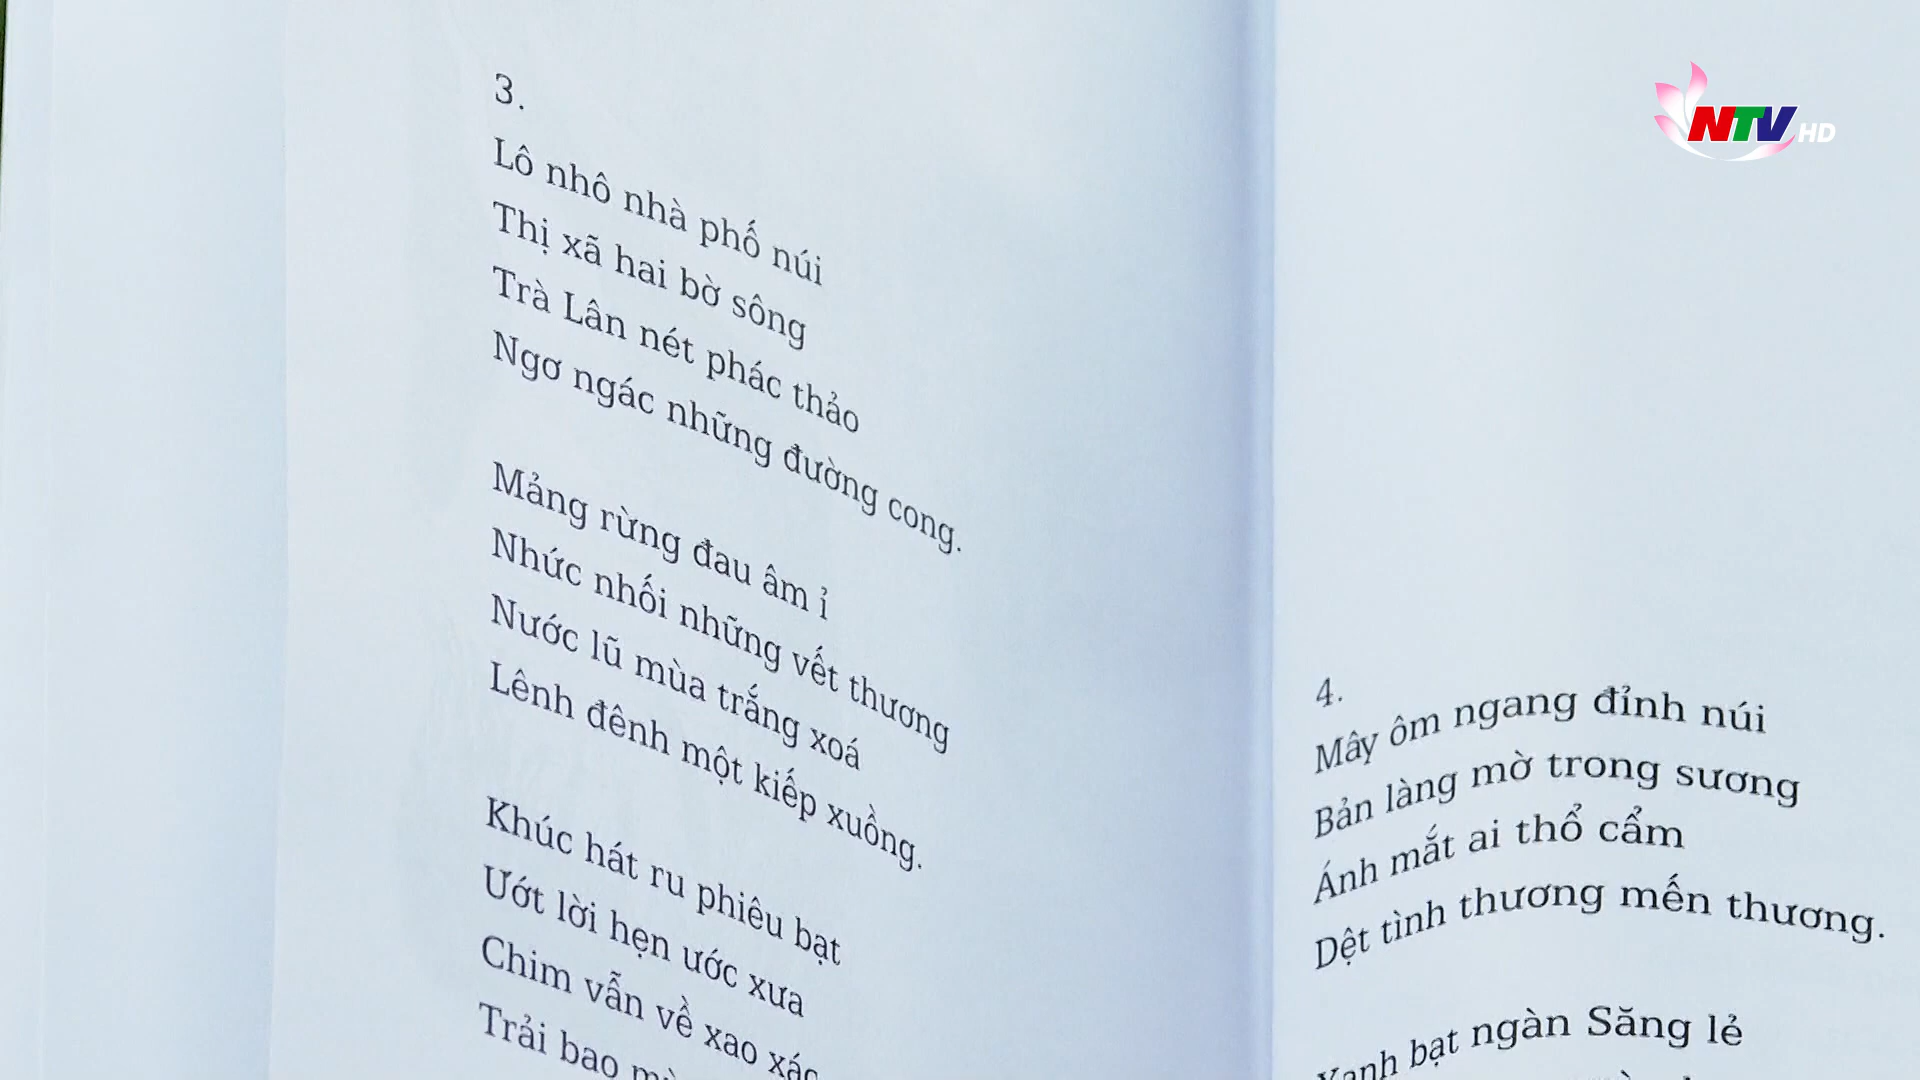 3.
Lô nhô nhà phố núi
Thị xã hai bờ sông
Trà Lân nét phác thảo
Ngơ ngác những đường cong.
Mảng rừng đau âm ỉ
Nhức nhối những vết thương
Nước lũ mùa trắng xoá
Lênh đênh một kiếp xuồng.
Khúc hát ru phiêu bạt
Ướt lời hẹn ước xưa
Chim vẫn về xao xác
Trải bao
4.
Mây ôm ngang đỉnh núi
Bản làng mờ trong sương
Ánh mắt ai thổ cẩm
Dệt tình thương mến thương.
Xanh bạt ngàn Săng lẻ
NTV HD